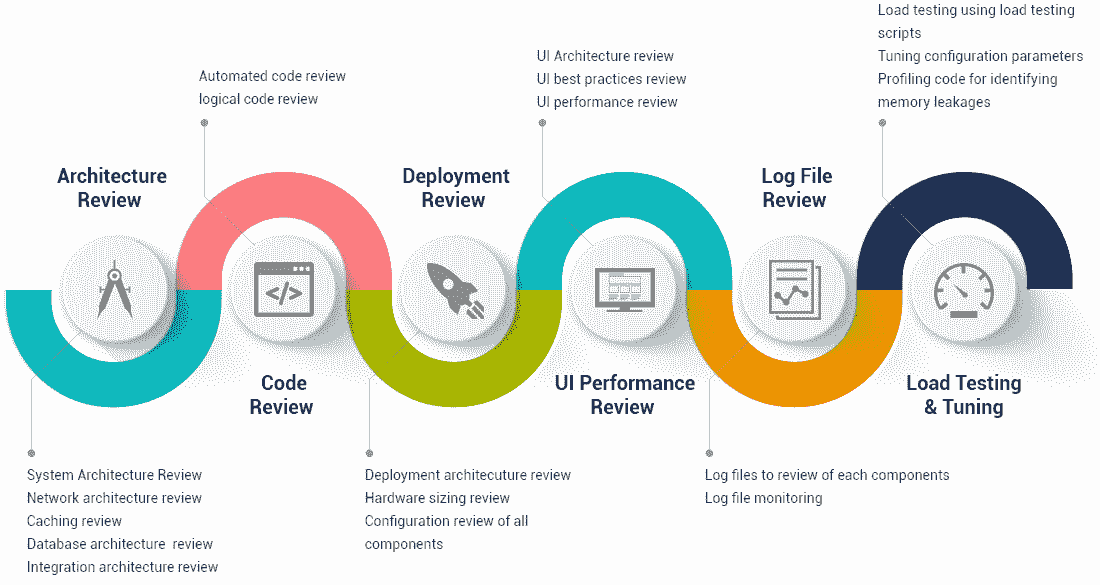 Architecture
Review
System Architecture Review
Network architecture review
Caching review
Database architecture  review
Integration architecture review
Automated code review
logical code review
Code
Review
Deployment
Review
Deployment architecuture review
Hardware sizing review
Configuration review of all
components
UI Architecture review
UI best practices review
UI performance review
UI Performance
Review
Log File
Review
Log files to review of each components
Log file monitoring
Load testing using load testing
scripts
Tuning configuration parameters
Profiling code for identifying
memory leakages
Load Testing
& Tuning